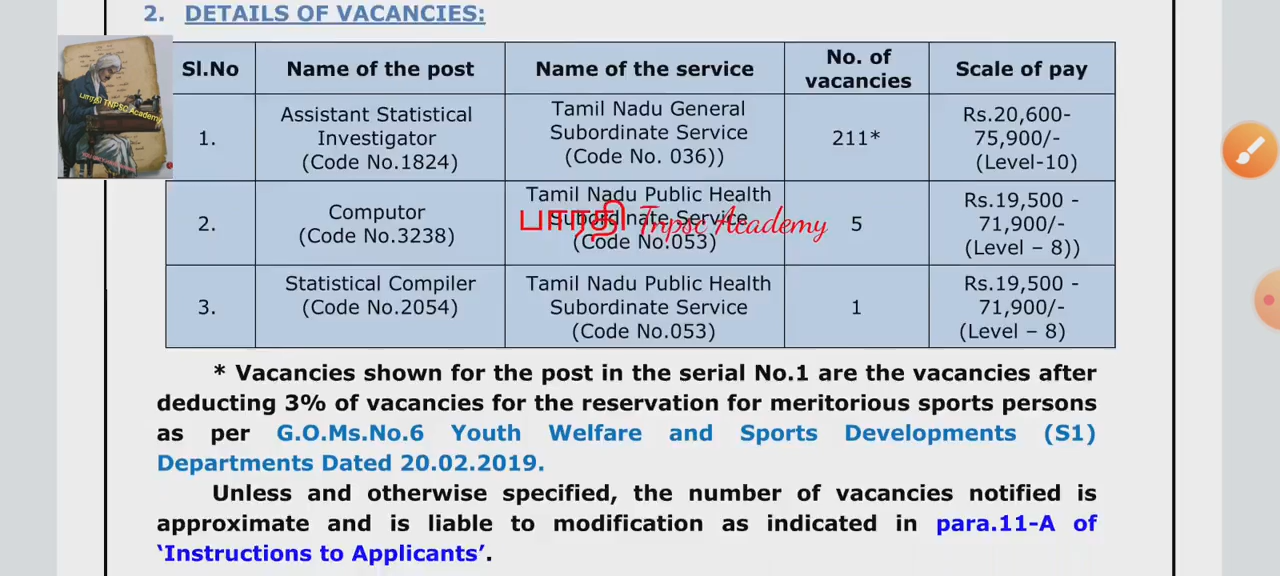 2. DETAILS OF VACANCIES:
Sl.No Name of the post Name of the service No. of vacancies Scale of pay
1. Assistant Statistical Investigator (Code No.1824) Tamil Nadu General Subordinate Service (Code No. 036)) 211* Rs.20,600-75,900/- (Level-10)
2. Computor (Code No.3238) Tamil Nadu Public Health Subordinate Service (Code No.053) 5 Rs.19,500 - 71,900/- (Level – 8))
3. Statistical Compiler (Code No.2054) Tamil Nadu Public Health Subordinate Service (Code No.053) 1 Rs.19,500 - 71,900/- (Level – 8)
பாரதி Tnpsc Academy
பாரதி TNPSC Academy
* Vacancies shown for the post in the serial No.1 are the vacancies after
deducting 3% of vacancies for the reservation for meritorious sports persons
as per G.O.Ms.No.6 Youth Welfare and Sports Developments (S1)
Departments Dated 20.02.2019.
Unless and otherwise specified, the number of vacancies notified is
approximate and is liable to modification as indicated in para.11-A of
‘Instructions to Applicants’.